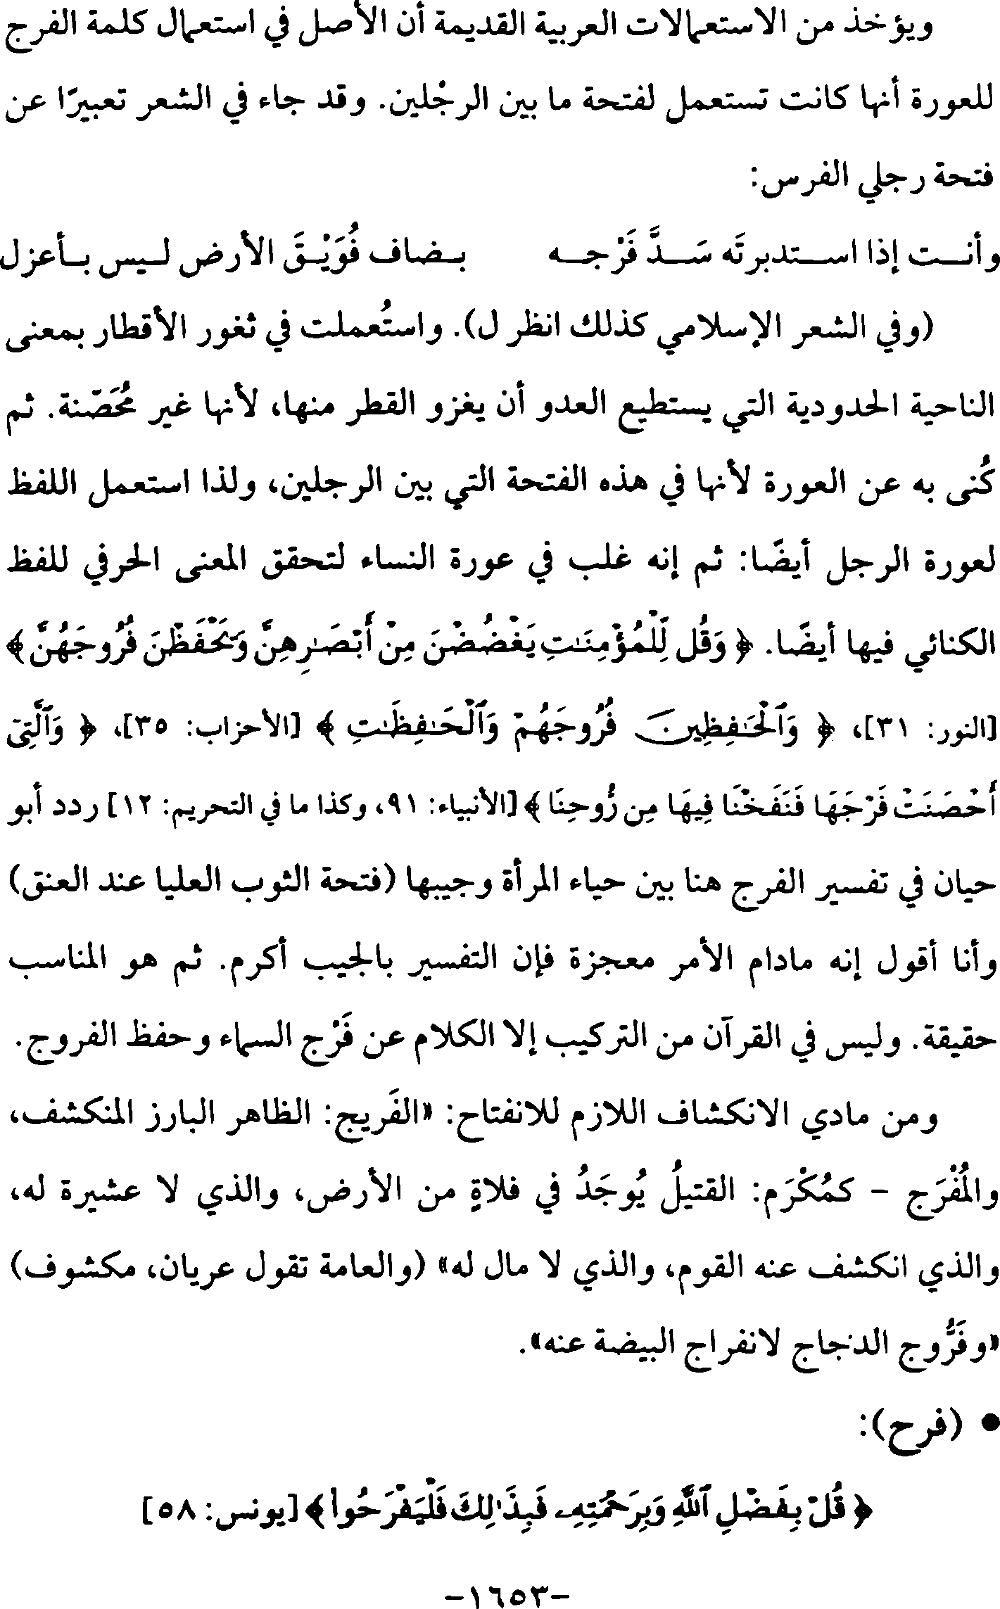 ويؤخذ من الاستعمالات العربية القديمة أن الأصل في استعمال كلمة الفرج
للعورة أنها كانت تستعمل لفتحة ما بين الرجْلين. وقد جاء في الشعر تعبيرًا عن
فتحة رجلي الفرس:
وأنـــت إذا اســـتدبرتَه سَـــدَّ فَرْجـــه بـضاف فُوَيْـقَ الأرض لـيس بـأعزل
(وفي الشعر الإسلامي كذلك انظر ل). واستُعملت في ثغور الأقطار بمعنى
الناحية الحدودية التي يستطيع العدو أن يغزو القطر منها، لأنها غير مُحَصّنة. ثم
كُنى به عن العورة لأنها في هذه الفتحة التي بين الرجلين، ولذا استعمل اللفظ
لعورة الرجل أيضًا: ثم إنه غلب في عورة النساء لتحقق المعنى الحرفي للفظ
الكنائي فيها أيضًا. ﴿ وَقُل لِّلْمُؤْمِنَـٰتِ يَغْضُضْنَ مِنْ أَبْصَـٰرِهِنَّ وَيَحْفَظْنَ فُرُوجَهُنَّ ﴾
[النور: ٣١]، ﴿ وَٱلْحَـٰفِظِينَ فُرُوجَهُمْ وَٱلْحَـٰفِظَـٰتِ ﴾ [الأحزاب: ٣٥]، ﴿ وَٱلَّتِىٓ
أَحْصَنَتْ فَرْجَهَا فَنَفَخْنَا فِيهَا مِن رُّوحِنَا ﴾ [الأنبياء: ٩١، وكذا ما في التحريم: ١٢] ردد أبو
حيان في تفسير الفرج هنا بين حياء المرأة وجيبها (فتحة الثوب العليا عند العنق)
وأنا أقول إنه مادام الأمر معجزة فإن التفسير بالجيب أكرم. ثم هو المناسب
حقيقة. وليس في القرآن من التركيب إلا الكلام عن فَرْج السماء وحفظ الفروج.
ومن مادي الانكشاف اللازم للانفتاح: «الفَريج: الظاهر البارز المنكشف،
والمُفْرَج - كمُكْرَم: القتيلُ يُوجَدُ في فلاةٍ من الأرض، والذي لا عشيرة له،
والذي انكشف عنه القوم، والذي لا مال له» (والعامة تقول عريان، مكشوف)
«وفَرُّوج الدجاج لانفراج البيضة عنه».
• (فرح):
﴿ قُلْ بِفَضْلِ ٱللَّهِ وَبِرَحْمَتِهِۦ فَبِذَٰلِكَ فَلْيَفْرَحُوا۟ ﴾ [يونس: ٥٨]
-١٦٥٣-